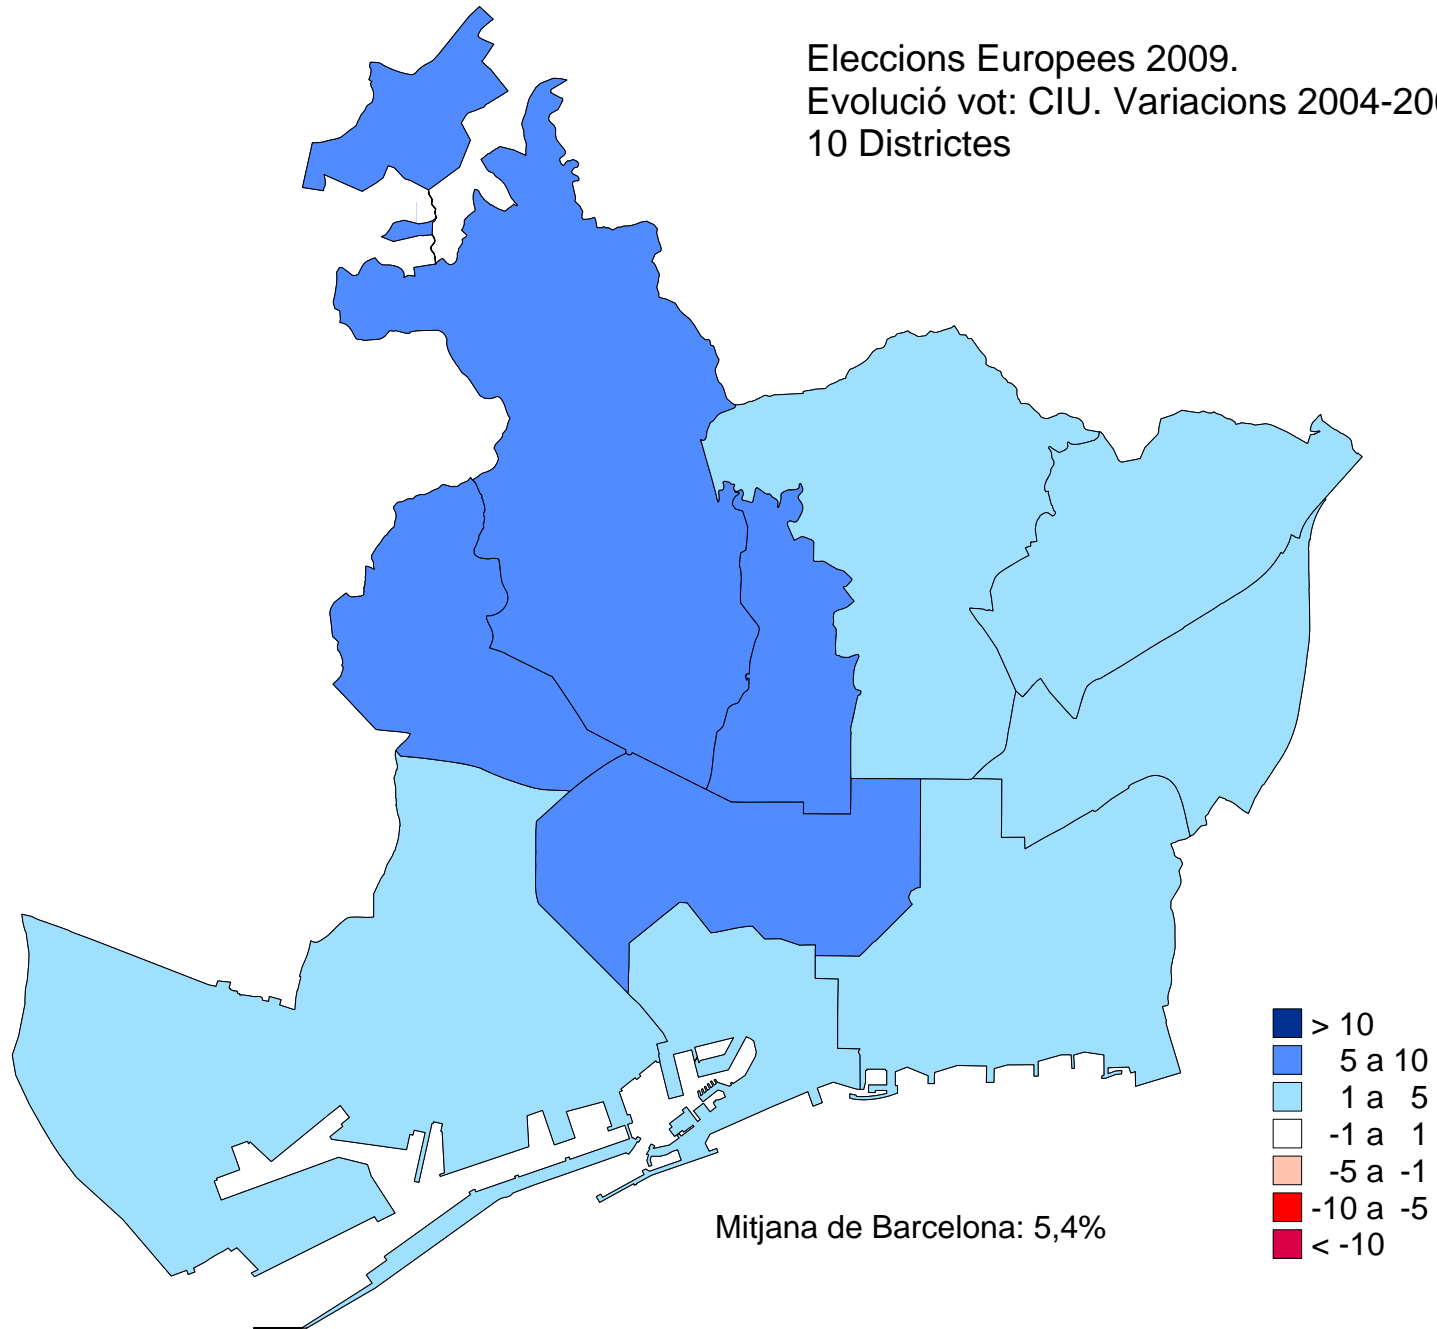 Eleccions Europees 2009.
Evolució vot: CIU. Variacions 2004-200
10 Districtes
> 10
5 a 10
1 a 5
-1 a 1
-5 a -1
-10 a -5
< -10
Mitjana de Barcelona: 5,4%